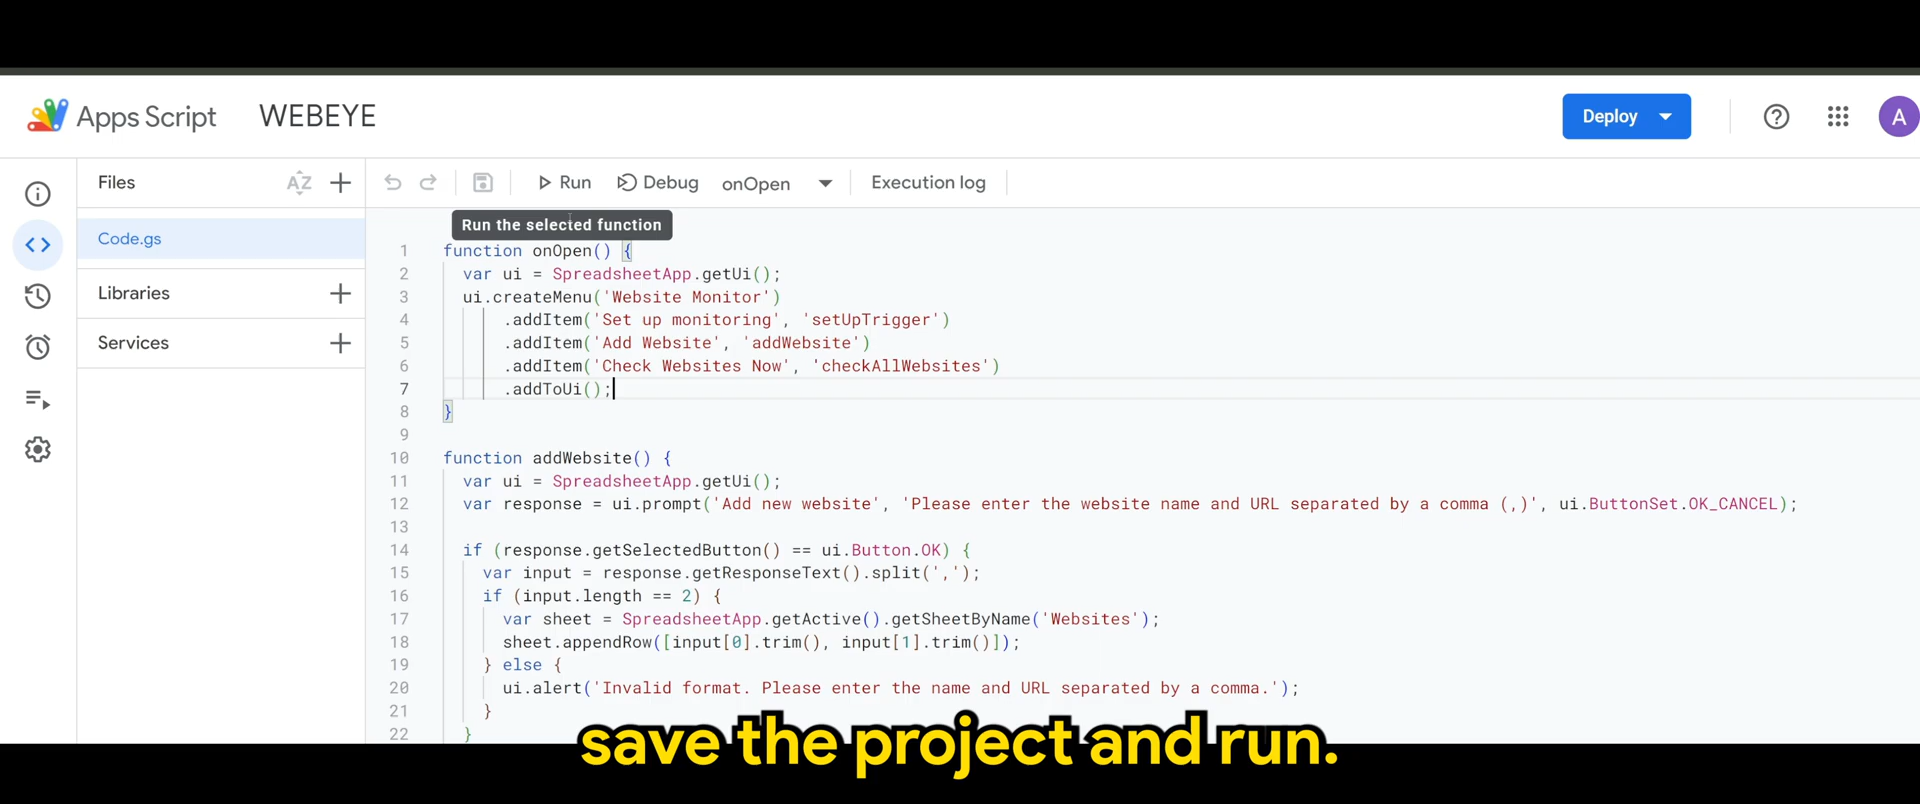 Apps Script WEBEYE Deploy A
Files AZ Run Debug onOpen Execution log
Run the selected function
Code.gs
Libraries
Services
1 function onOpen() {
2 var ui = SpreadsheetApp.getUi();
3 ui.createMenu('Website Monitor')
4 .addItem('Set up monitoring', 'setUpTrigger')
5 .addItem('Add Website', 'addWebsite')
6 .addItem('Check Websites Now', 'checkAllWebsites')
7 .addToUi();
8 }
9
10 function addWebsite() {
11 var ui = SpreadsheetApp.getUi();
12 var response = ui.prompt('Add new website', 'Please enter the website name and URL separated by a comma (,)', ui.ButtonSet.OK_CANCEL);
13
14 if (response.getSelectedButton() == ui.Button.OK) {
15 var input = response.getResponseText().split(',');
16 if (input.length == 2) {
17 var sheet = SpreadsheetApp.getActive().getSheetByName('Websites');
18 sheet.appendRow([input[0].trim(), input[1].trim()]);
19 } else {
20 ui.alert('Invalid format. Please enter the name and URL separated by a comma.');
21 }
22 }
save the project and run.